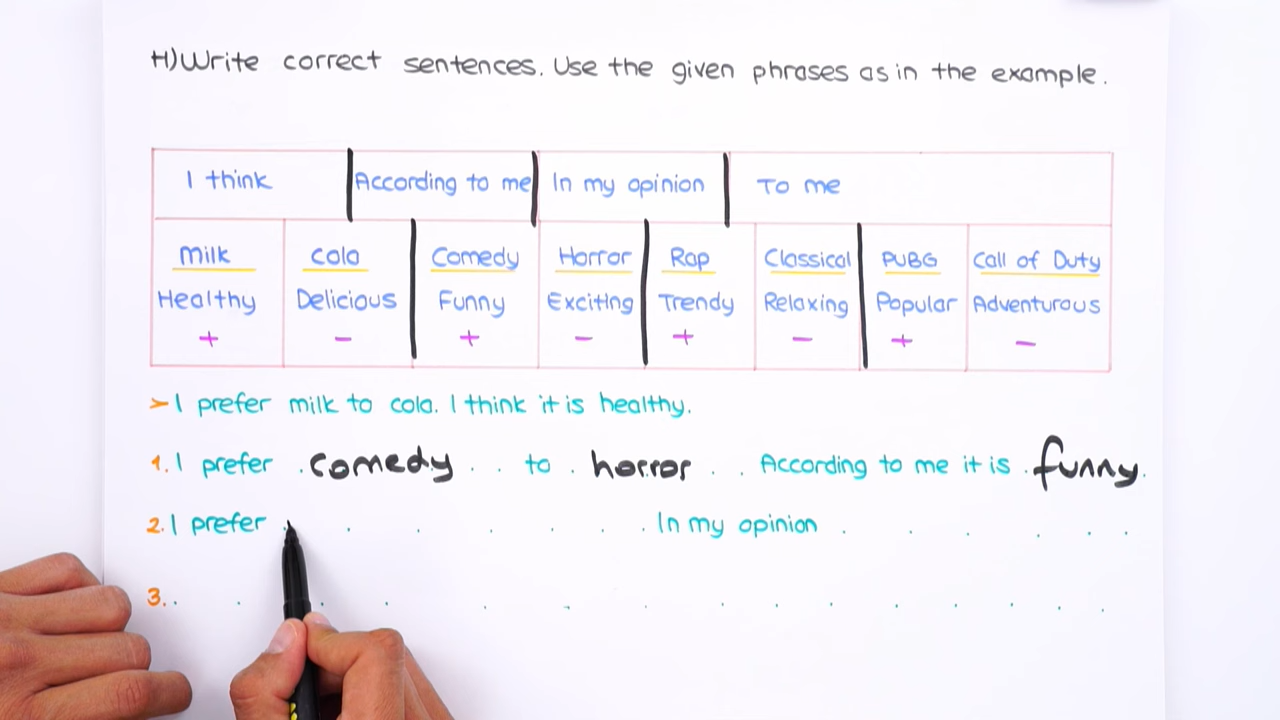 H) Write correct sentences. Use the given phrases as in the example.
I think According to me In my opinion To me
Milk Cola Comedy Horror Rap Classical PUBG Call of Duty
Healthy Delicious Funny Exciting Trendy Relaxing Popular Adventurous
+ - + - + - + -
➤ I prefer milk to cola. I think it is healthy.
1. I prefer . comedy . . to . horror . . According to me it is . funny .
2. I prefer . . . . . . . In my opinion . . . . . .
3. . . . . . . . . . . . . . .